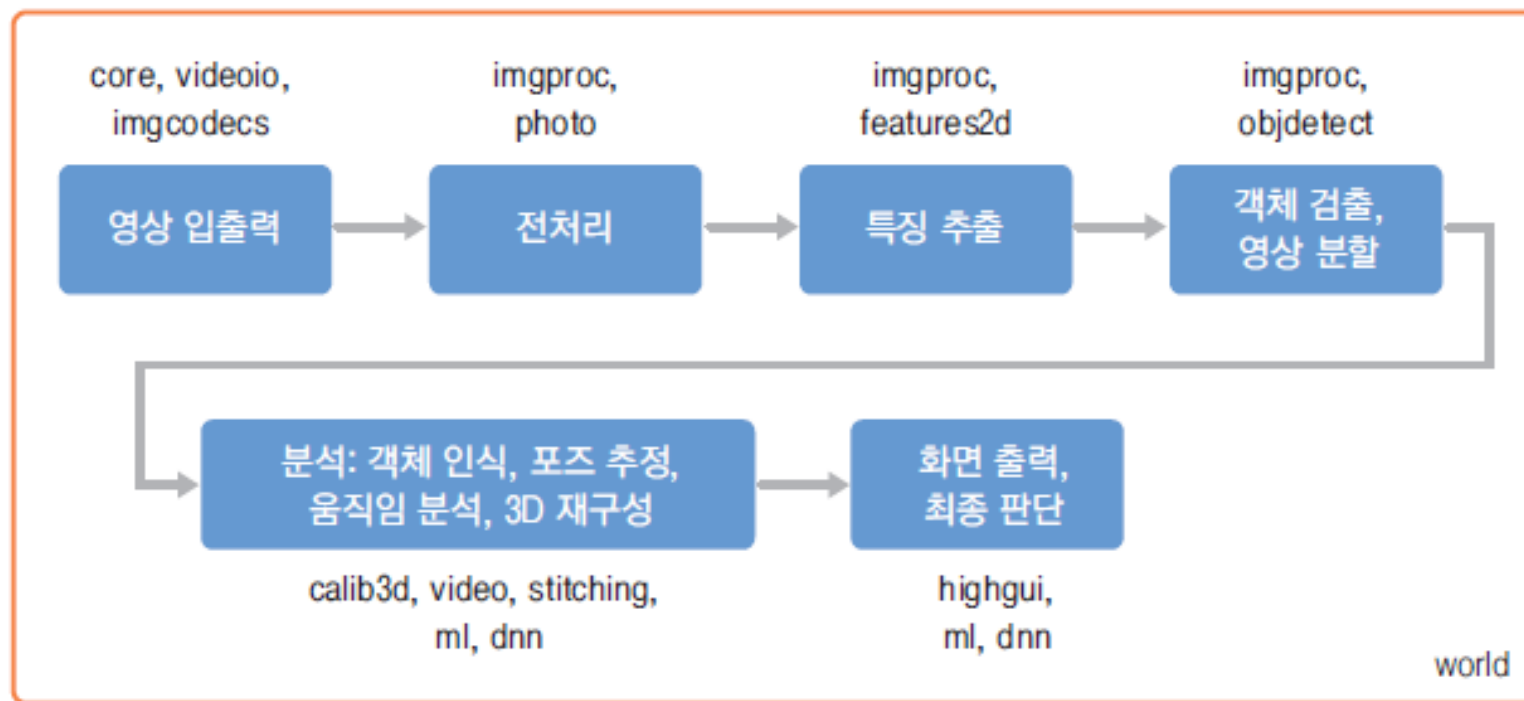 core, videoio,
imgcodecs
영상 입출력
imgproc,
photo
전처리
imgproc,
features2d
특징 추출
imgproc,
objdetect
객체 검출,
영상 분할
분석: 객체 인식, 포즈 추정,
움직임 분석, 3D 재구성
calib3d, video, stitching,
ml, dnn
화면 출력,
최종 판단
highgui,
ml, dnn
world